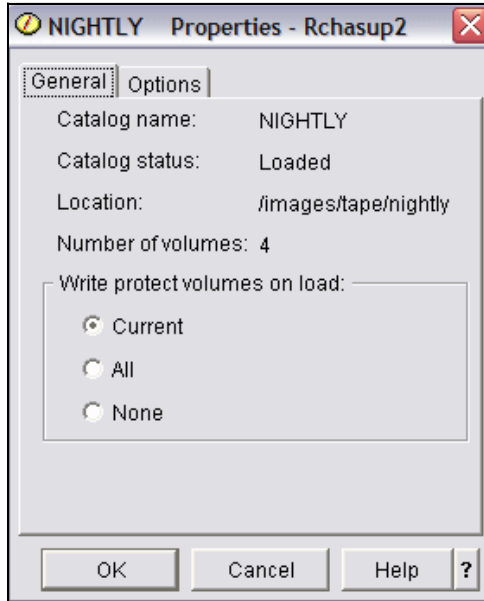 NIGHTLY Properties - Rchasup2
General Options
Catalog name: NIGHTLY
Catalog status: Loaded
Location: /images/tape/nightly
Number of volumes: 4
Write protect volumes on load:
Current
All
None
OK Cancel Help ?